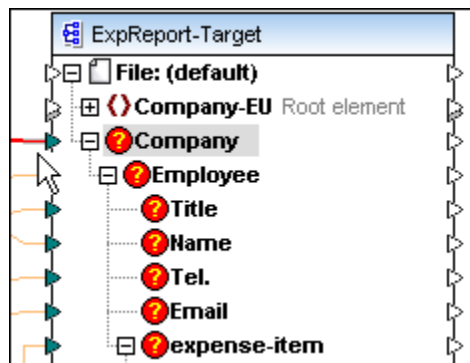 ExpReport-Target
File: (default)
Company-EU Root element
Company
Employee
Title
Name
Tel.
Email
expense-item